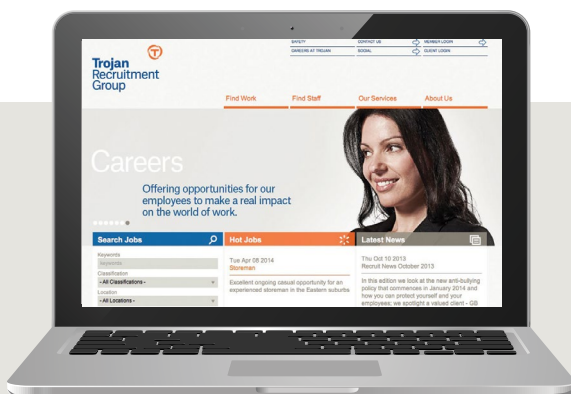 SAFETY
CONTACT US
MEMBER LOGIN
CAREERS AT TROJAN
SOCIAL
CLIENT LOGIN
T
Trojan
Recruitment
Group
Find Work
Find Staff
Our Services
About Us
Careers
Offering opportunities for our
employees to make a real impact
on the world of work.
Search Jobs
Keywords
keywords
Classification
- All Classifications -
Location
- All Locations -
Hot Jobs
Tue Apr 08 2014
Storeman
Excellent ongoing casual opportunity for an
experienced storeman in the Eastern suburbs
Latest News
Thu Oct 10 2013
Recruit News October 2013
In this edition we look at the new anti-bullying
policy that commences in January 2014 and
how you can protect yourself and your
employees; we spotlight a valued client - GB